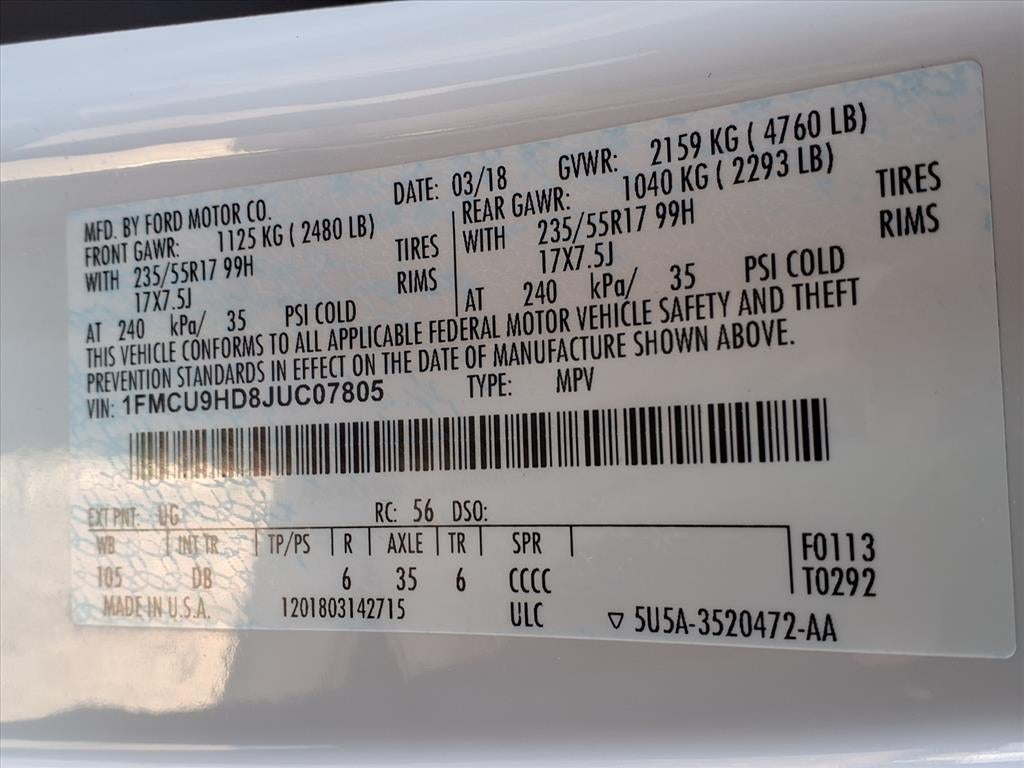 MFD. BY FORD MOTOR CO. DATE: 03/18 GVWR: 2159 KG ( 4760 LB)
FRONT GAWR: 1125 KG ( 2480 LB) REAR GAWR: 1040 KG ( 2293 LB)
WITH 235/55R17 99H TIRES WITH 235/55R17 99H TIRES
17X7.5J RIMS 17X7.5J RIMS
AT 240 kPa/ 35 PSI COLD AT 240 kPa/ 35 PSI COLD
THIS VEHICLE CONFORMS TO ALL APPLICABLE FEDERAL MOTOR VEHICLE SAFETY AND THEFT
PREVENTION STANDARDS IN EFFECT ON THE DATE OF MANUFACTURE SHOWN ABOVE.
VIN: 1FMCU9HD8JUC07805 TYPE: MPV
EXT PNT: UG RC: 56 DSO:
WB INT TR TP/PS R AXLE TR SPR F0113
105 DB 6 35 6 CCCC T0292
MADE IN U.S.A. 1201803142715 ULC ▽ 5U5A-3520472-AA